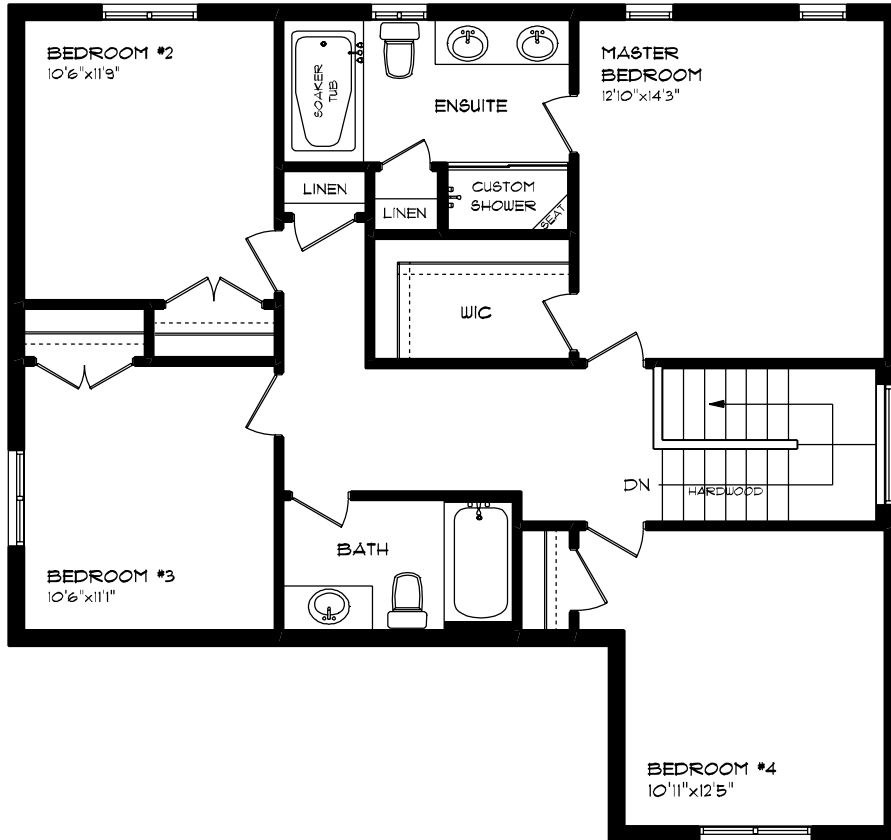 BEDROOM #2
10'6"x11'9"
SOAKER
TUB
ENSUITE
MASTER
BEDROOM
12'10"x14'3"
LINEN
LINEN
CUSTOM
SHOWER
SEAT
WIC
DN
HARDWOOD
BATH
BEDROOM #3
10'6"x11'1"
BEDROOM #4
10'11"x12'5"